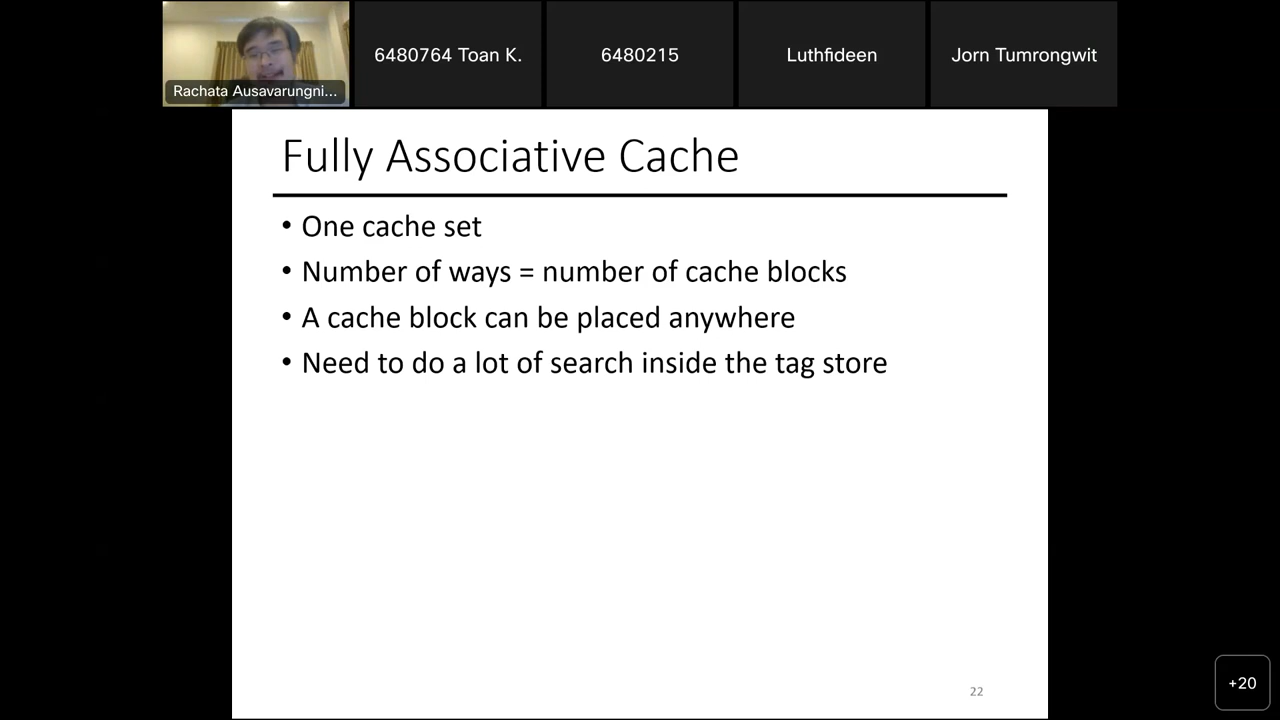 Rachata Ausavarungni...
6480764 Toan K.
6480215
Luthfideen
Jorn Tumrongwit
Fully Associative Cache
• One cache set
• Number of ways = number of cache blocks
• A cache block can be placed anywhere
• Need to do a lot of search inside the tag store
22
+20